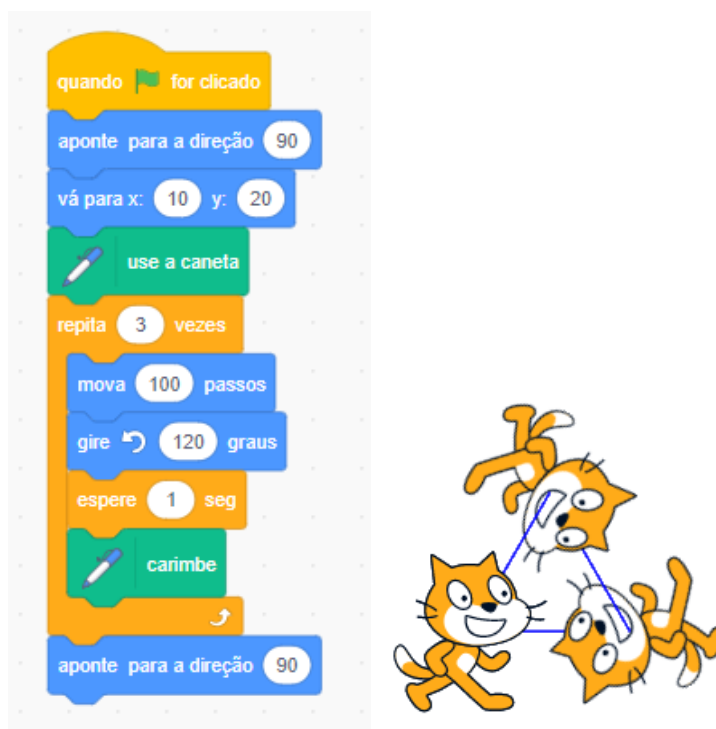 quando for clicado
aponte para a direção 90
vá para x: 10 y: 20
use a caneta
repita 3 vezes
mova 100 passos
gire 120 graus
espere 1 seg
carimbe
aponte para a direção 90